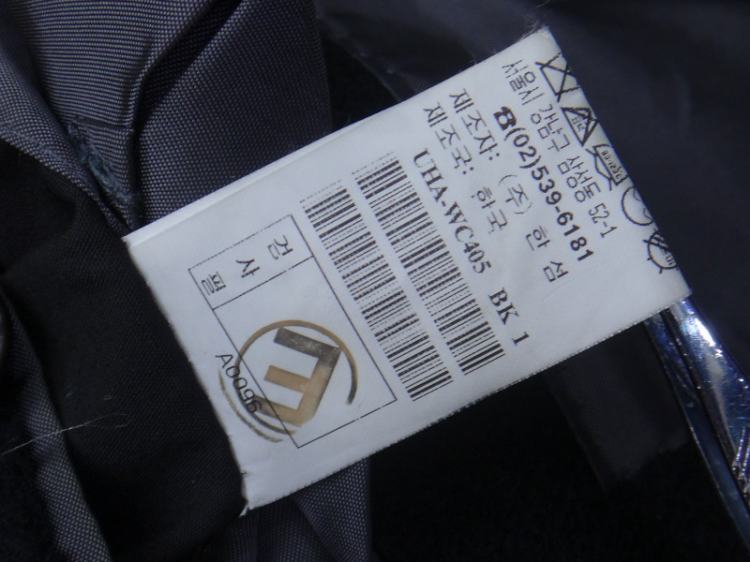 서울시 강남구 삼성동 52-1
☎(02)539-6181
제조자: (주) 한 섬
제조국: 한국
UHA-WC405 BK 1
검 사 필
A0096